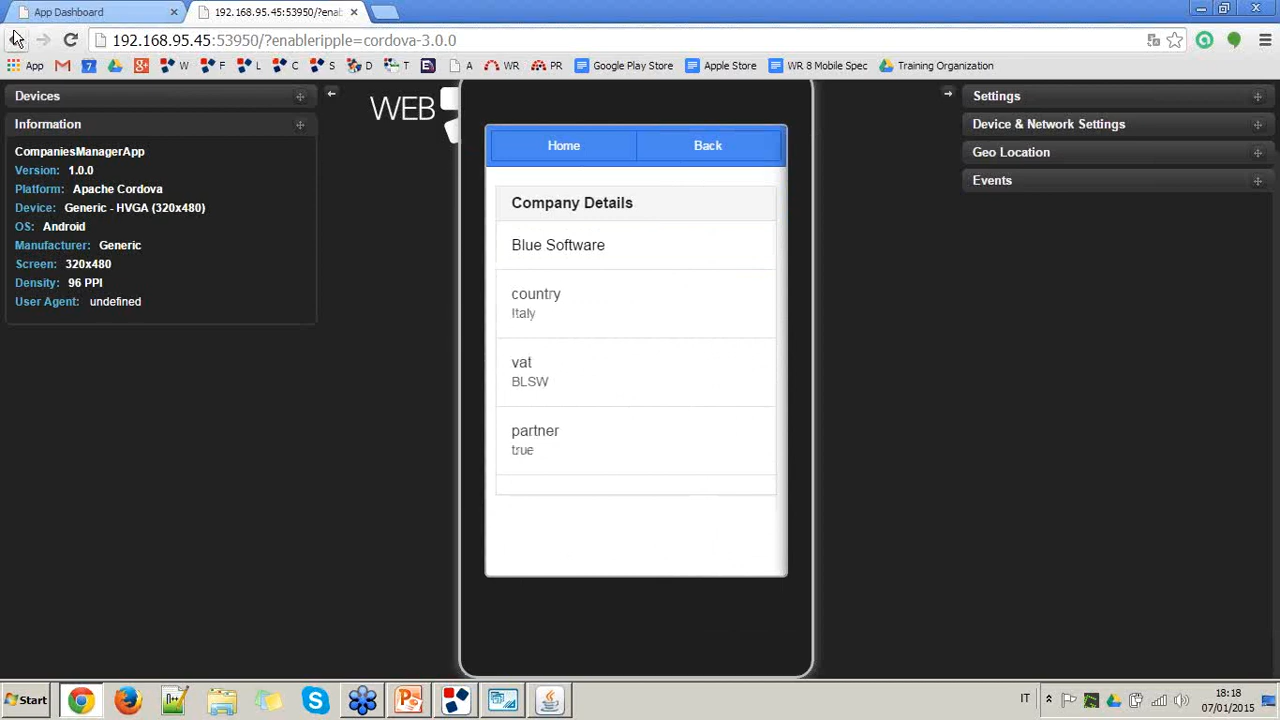 App Dashboard
192.168.95.45:53950/?enab
192.168.95.45:53950/?enableripple=cordova-3.0.0
App
7
W
F
L
C
S
D
T
A
WR
PR
Google Play Store
Apple Store
WR 8 Mobile Spec
Training Organization
Devices
Information
CompaniesManagerApp
Version: 1.0.0
Platform: Apache Cordova
Device: Generic - HVGA (320x480)
OS: Android
Manufacturer: Generic
Screen: 320x480
Density: 96 PPI
User Agent: undefined
WEB
Home
Back
Company Details
Blue Software
country
Italy
vat
BLSW
partner
true
Settings
Device & Network Settings
Geo Location
Events
Start
IT
18:18
07/01/2015